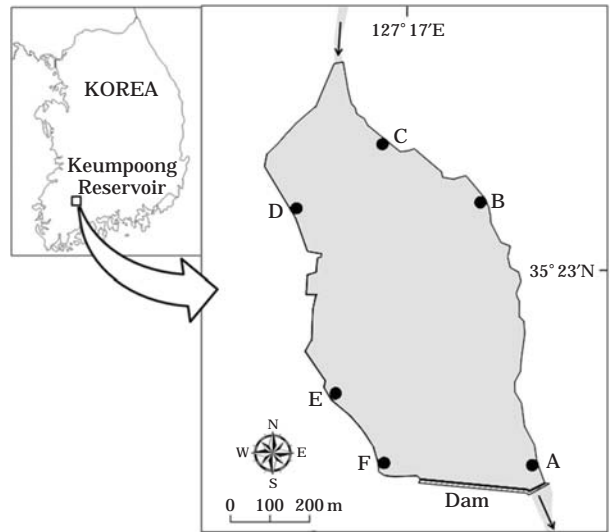 KOREA
Keumpoong
Reservoir
127° 17′E
C
B
D
35° 23′N
E
N
W E
S
F
A
0 100 200 m
Dam